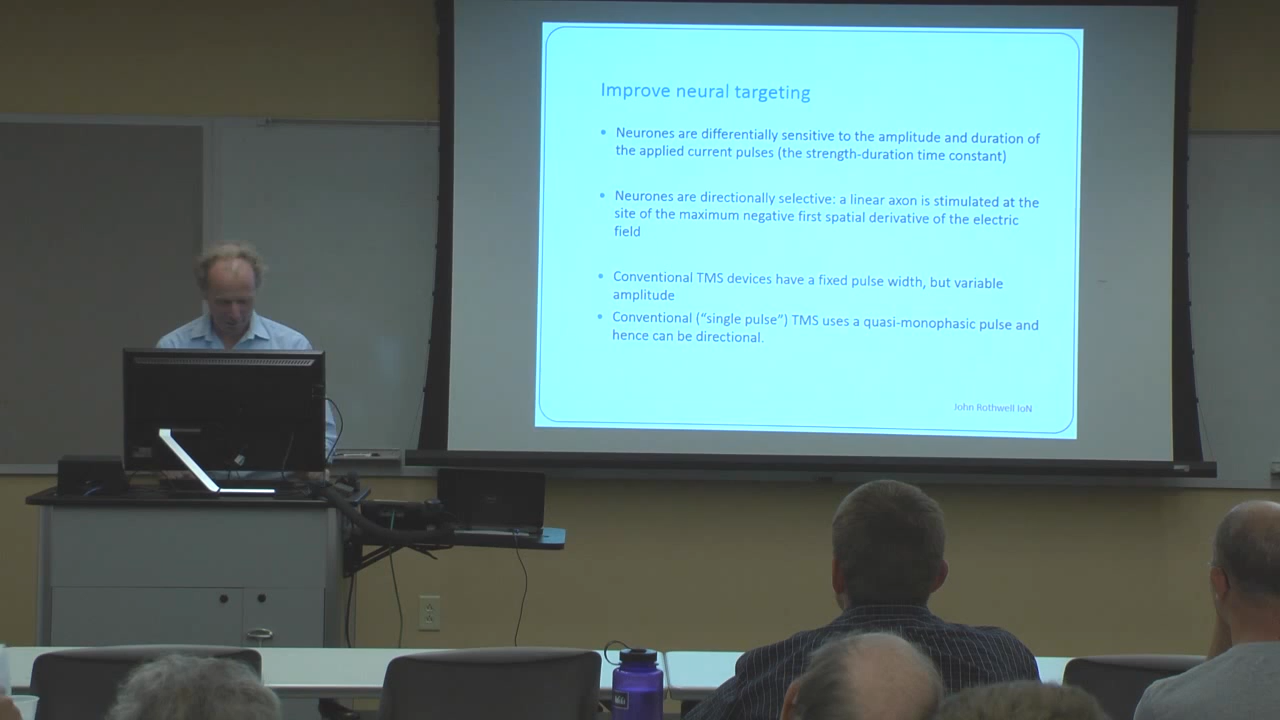 Improve neural targeting
• Neurones are differentially sensitive to the amplitude and duration of
the applied current pulses (the strength-duration time constant)
• Neurones are directionally selective: a linear axon is stimulated at the
site of the maximum negative first spatial derivative of the electric
field
• Conventional TMS devices have a fixed pulse width, but variable
amplitude
• Conventional (“single pulse”) TMS uses a quasi-monophasic pulse and
hence can be directional.
John Rothwell IoN